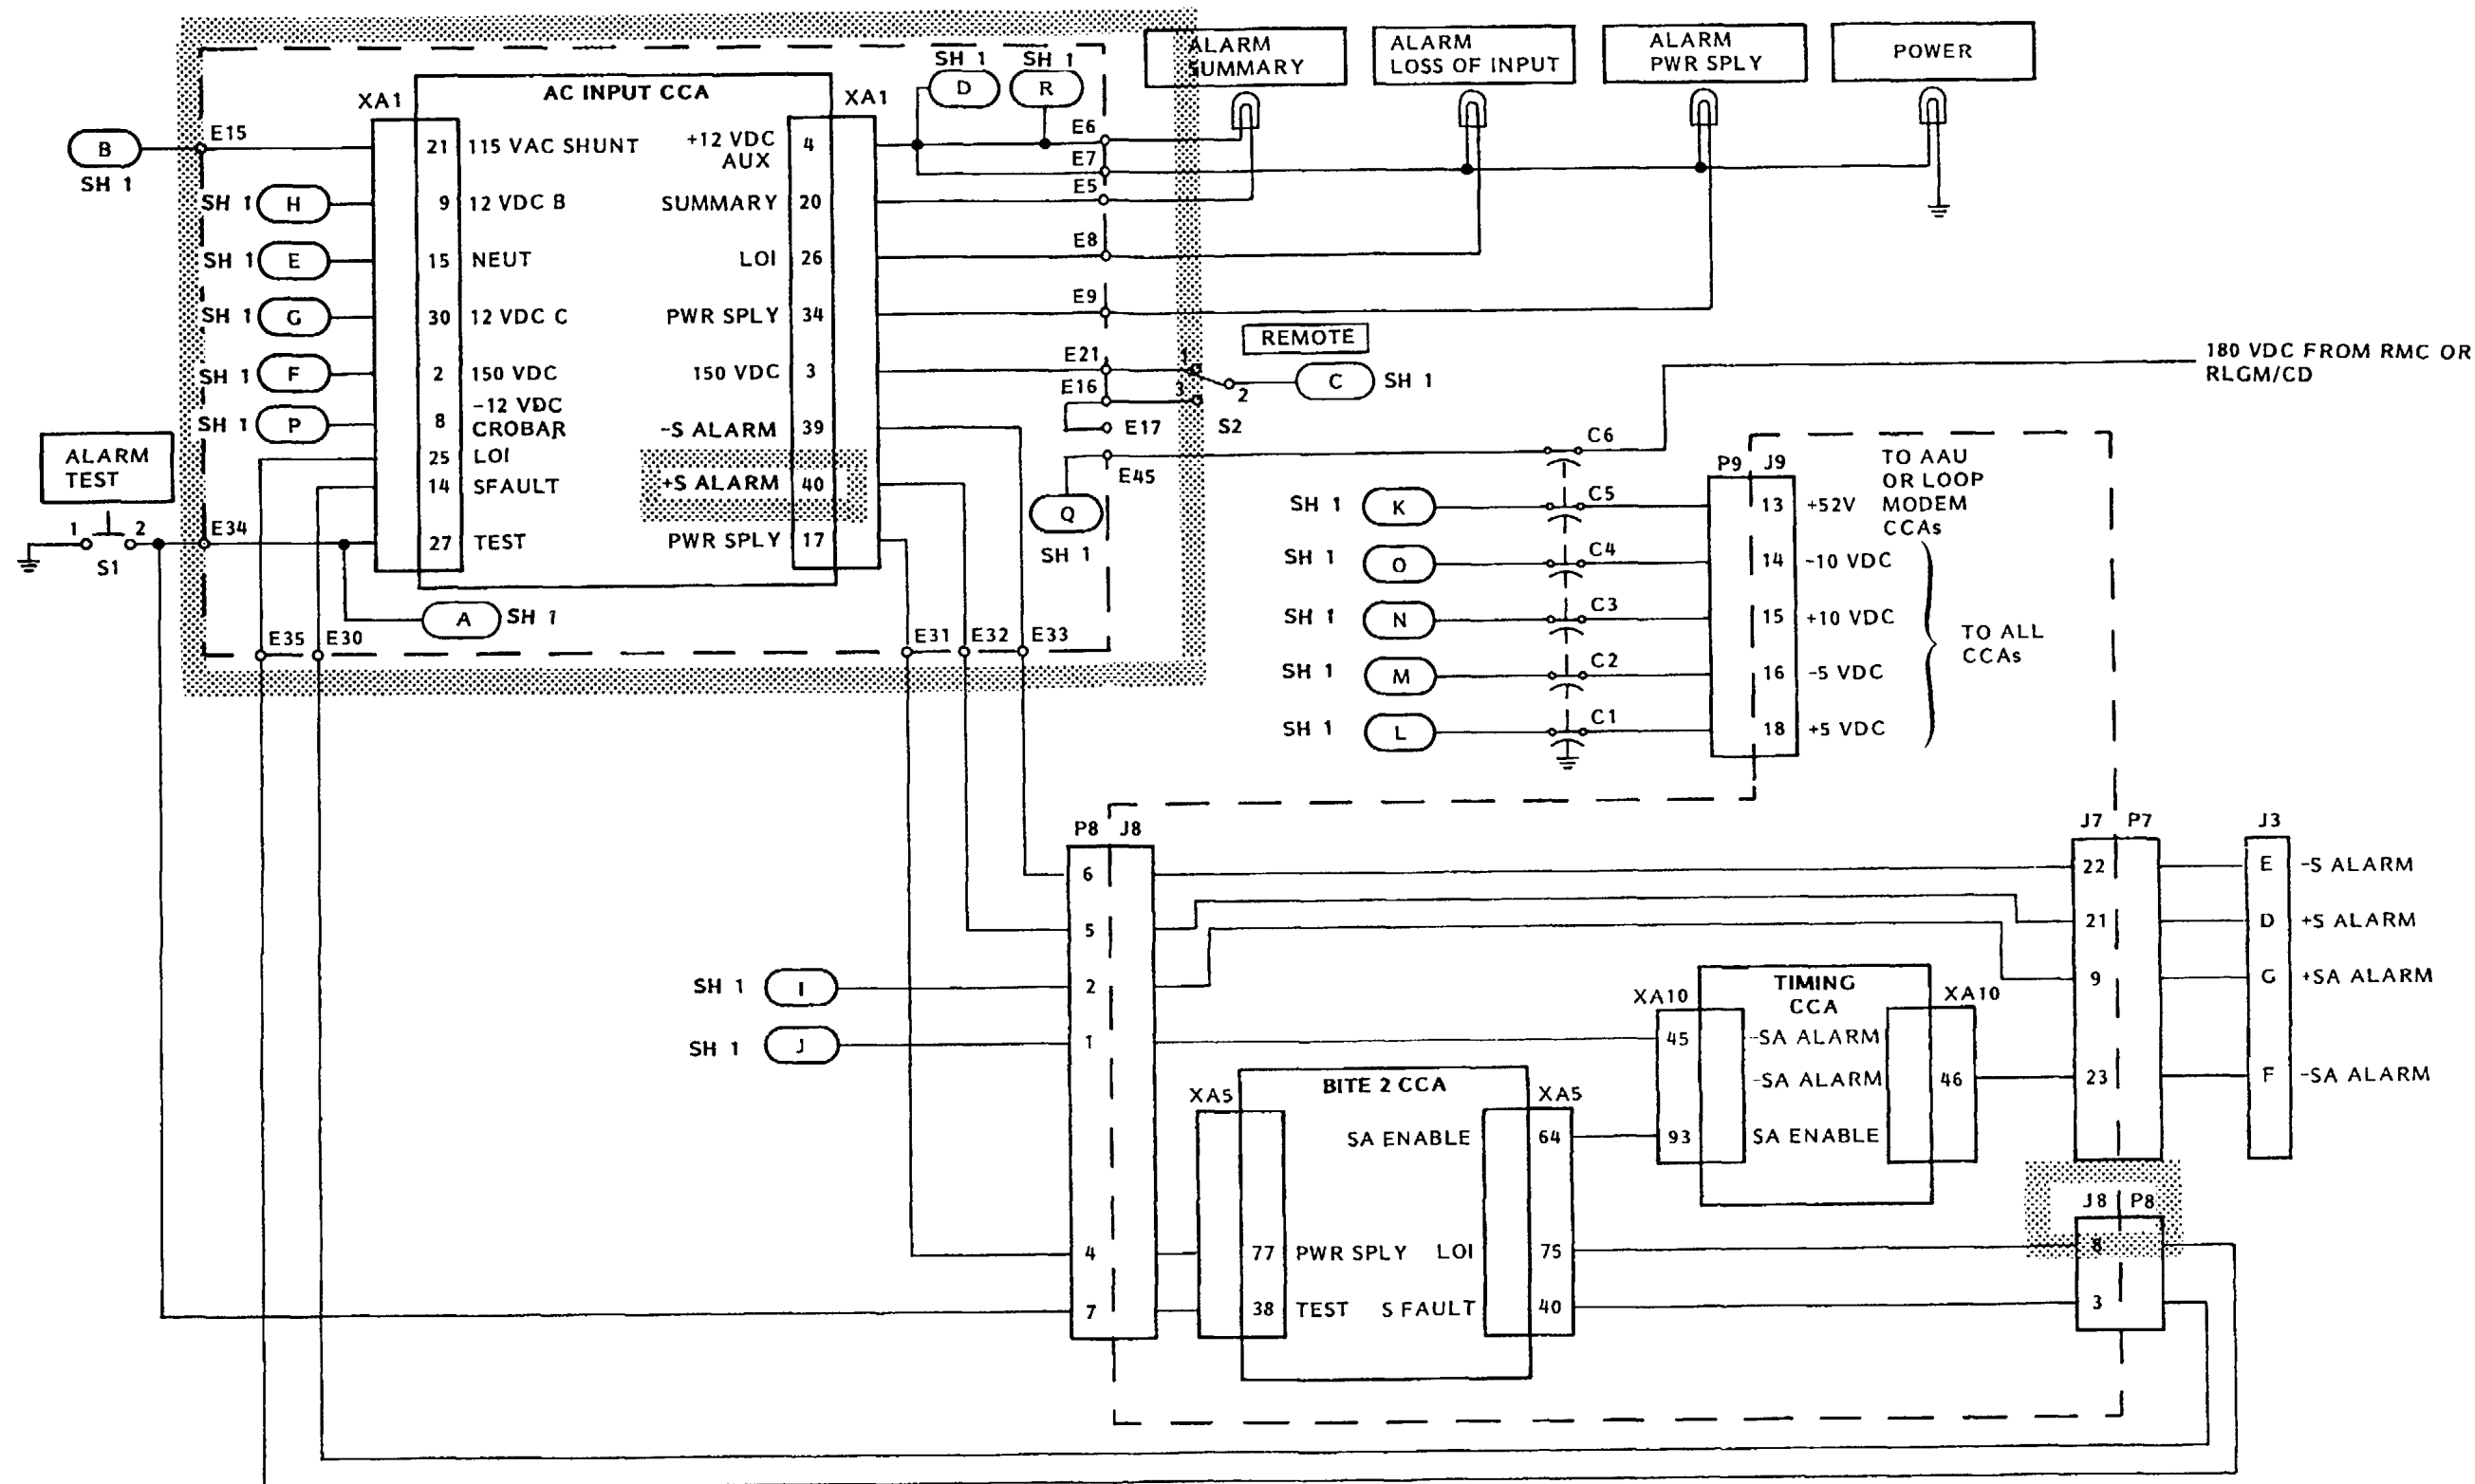 ALARM
SUMMARY
ALARM
LOSS OF INPUT
ALARM
PWR SPLY
POWER
SH 1
D
SH 1
R
XA1
AC INPUT CCA
XA1
B
SH 1
E15
21
115 VAC SHUNT
+12 VDC
AUX
4
E6
E7
E5
SH 1
H
9
12 VDC B
SUMMARY
20
SH 1
E
15
NEUT
LOI
26
E8
SH 1
G
30
12 VDC C
PWR SPLY
34
E9
SH 1
F
2
150 VDC
150 VDC
3
E21
E16
1
3
2
S2
REMOTE
C
SH 1
180 VDC FROM RMC OR
RLGM/CD
SH 1
P
8
-12 VDC
CROBAR
-S ALARM
39
E17
25
LOI
14
SFAULT
+S ALARM
40
E45
C6
ALARM
TEST
1
2
S1
E34
27
TEST
PWR SPLY
17
Q
SH 1
A
SH 1
E35
E30
E31
E32
E33
P9
J9
TO AAU
OR LOOP
MODEM
CCAs
SH 1
K
C5
13
+52V
SH 1
O
C4
14
-10 VDC
SH 1
N
C3
15
+10 VDC
SH 1
M
C2
16
-5 VDC
SH 1
L
C1
18
+5 VDC
TO ALL
CCAs
P8
J8
J7
P7
J3
6
22
E
-S ALARM
5
21
D
+S ALARM
SH 1
I
2
9
G
+SA ALARM
SH 1
J
1
XA10
TIMING
CCA
XA10
45
-SA ALARM
-SA ALARM
46
23
F
-SA ALARM
93
SA ENABLE
XA5
BITE 2 CCA
XA5
SA ENABLE
64
J8
P8
4
77
PWR SPLY
LOI
75
8
7
38
TEST
S FAULT
40
3